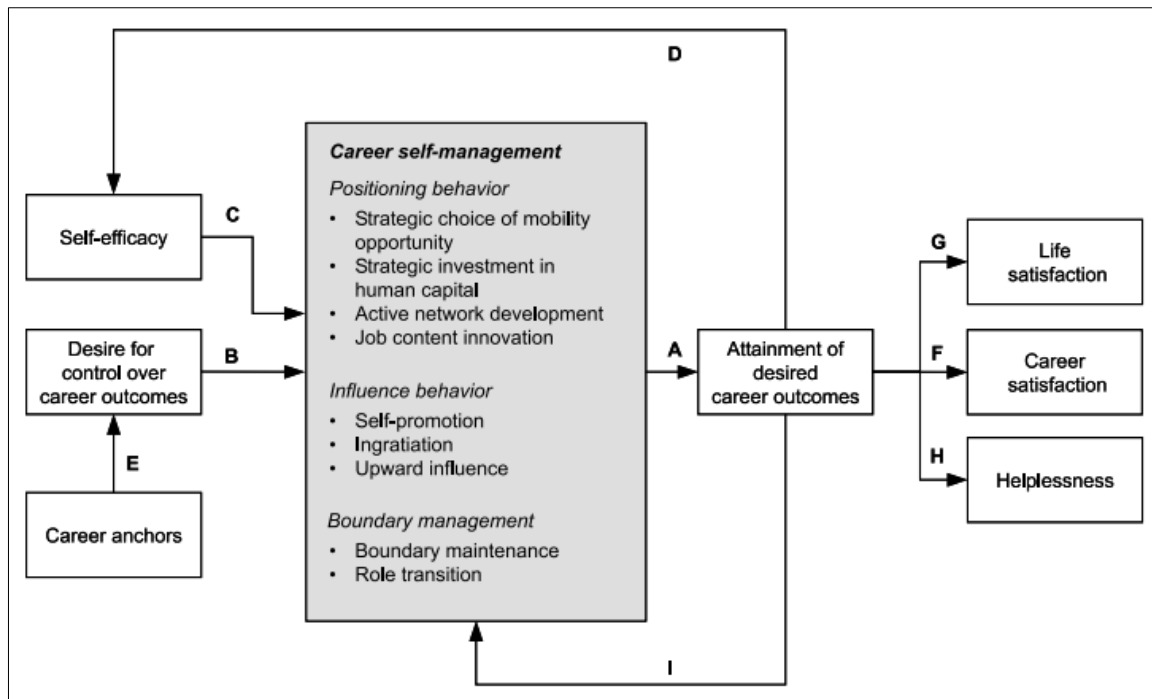 D
Career self-management
Positioning behavior
• Strategic choice of mobility
opportunity
• Strategic investment in
human capital
• Active network development
• Job content innovation
Influence behavior
• Self-promotion
• Ingratiation
• Upward influence
Boundary management
• Boundary maintenance
• Role transition
C
Self-efficacy
B
Desire for
control over
career outcomes
E
Career anchors
A
Attainment of
desired
career outcomes
G
Life
satisfaction
F
Career
satisfaction
H
Helplessness
I